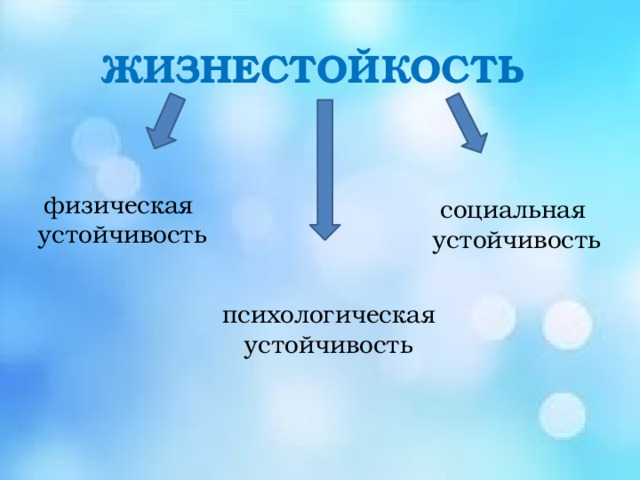 ЖИЗНЕСТОЙКОСТЬ
физическая
устойчивость
социальная
устойчивость
психологическая
устойчивость